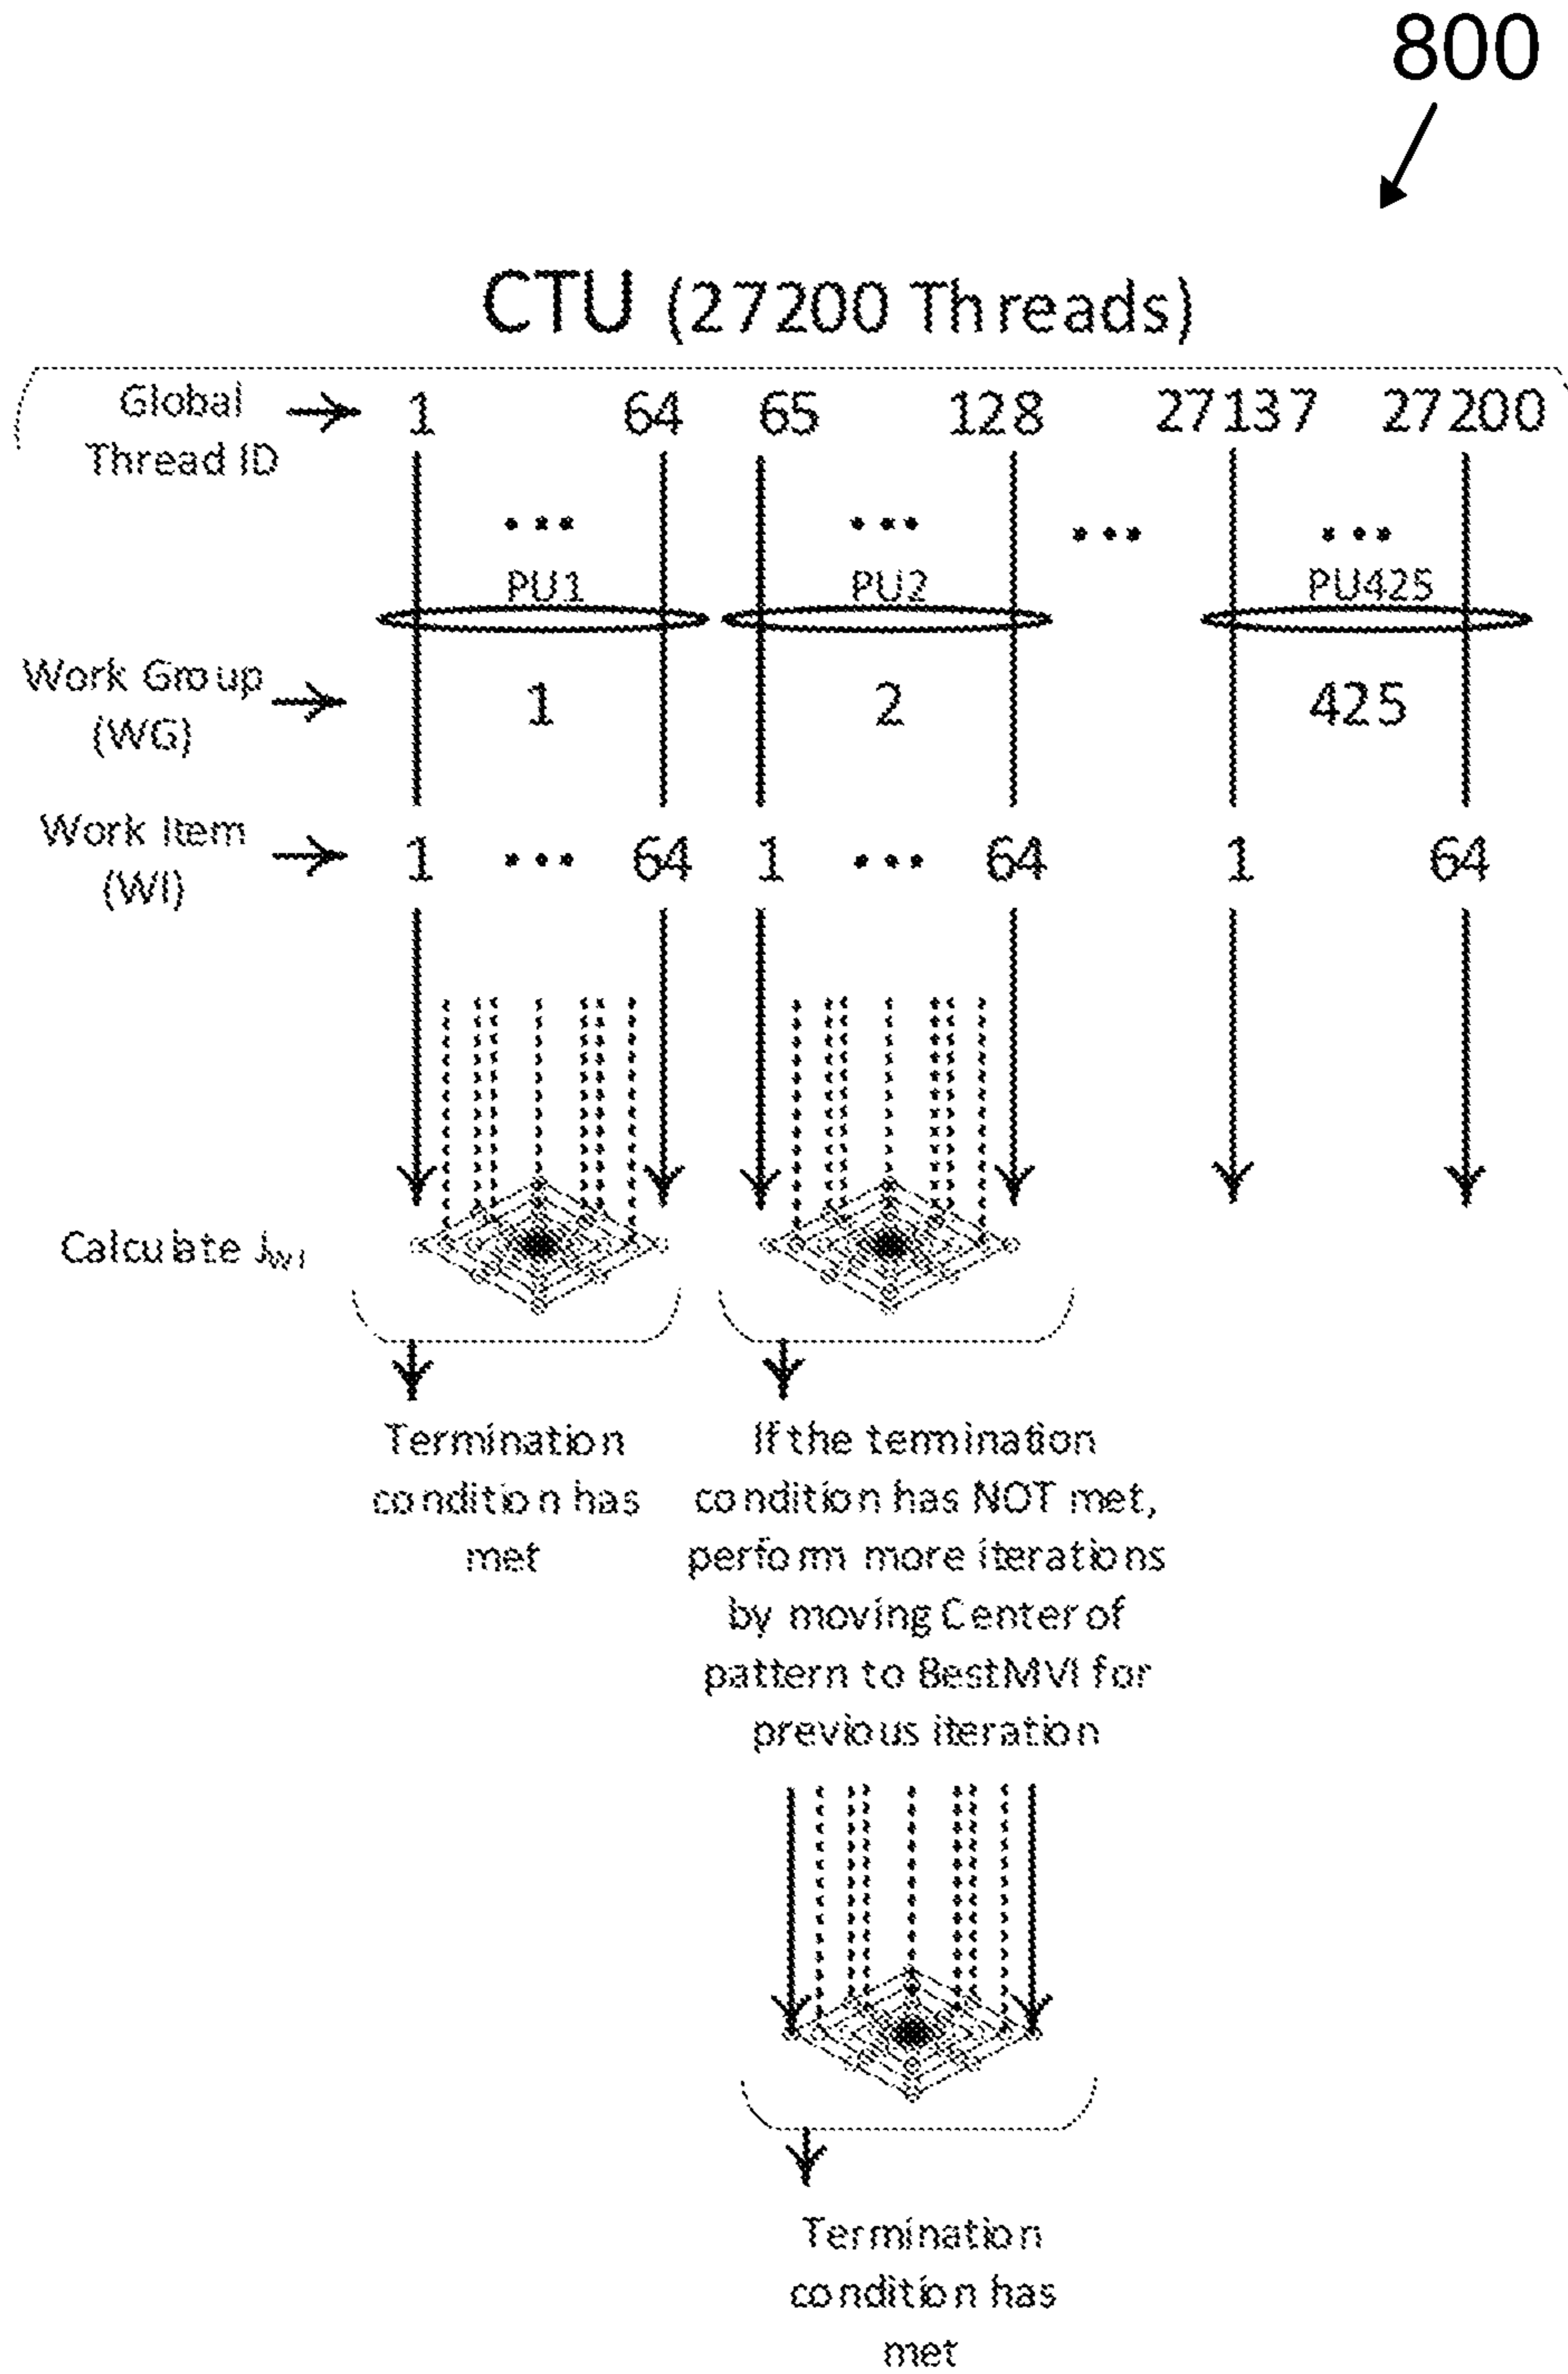 800
CTU (27200 Threads)
Global
Thread ID
1 64 65 128 27137 27200
... ... ... ...
PU1 PU2 PU425
Work Group
(WG)
1 2 425
Work Item
(WI)
1 ... 64 1 ... 64 1 64
Calculate JWI
Termination
condition has
met
If the termination
condition has NOT met,
perform more iterations
by moving Center of
pattern to BestMVI for
previous iteration
Termination
condition has
met